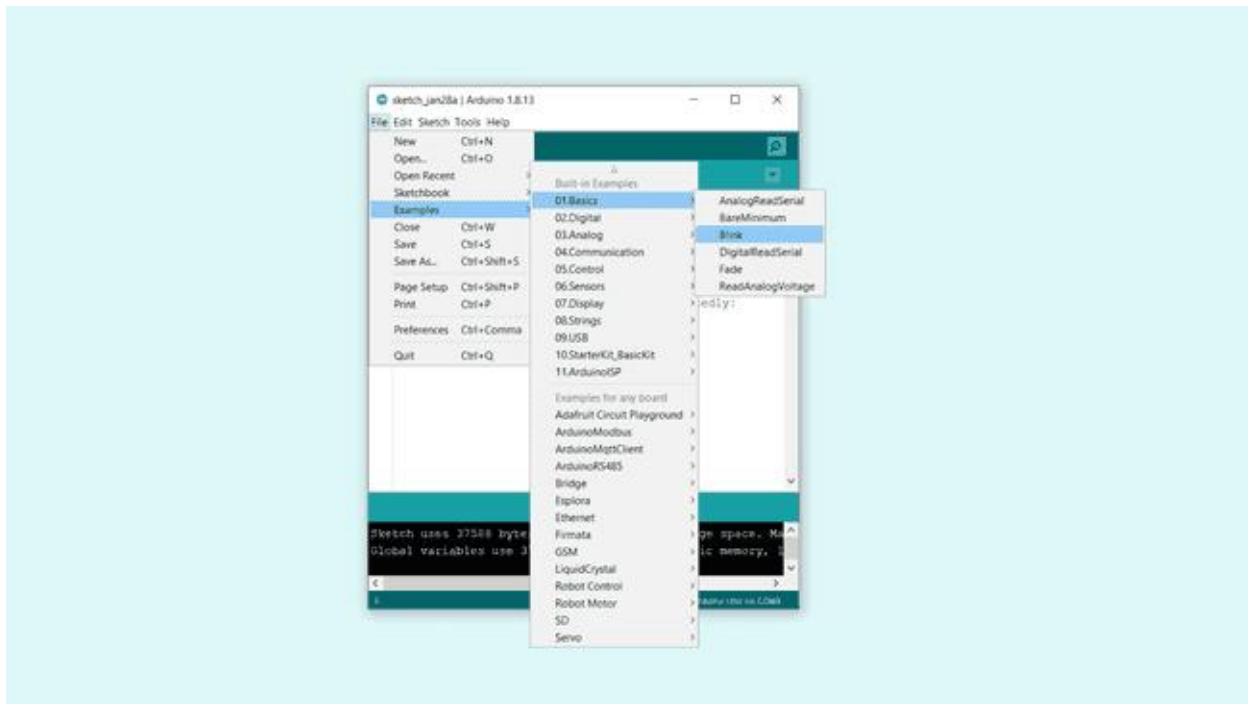 sketch_jan28a | Arduino 1.8.13
File Edit Sketch Tools Help
New Ctrl+N
Open... Ctrl+O
Open Recent
Sketchbook
Examples
Close Ctrl+W
Save Ctrl+S
Save As... Ctrl+Shift+S
Page Setup Ctrl+Shift+P
Print Ctrl+P
Preferences Ctrl+Comma
Quit Ctrl+Q
Built-in Examples
01.Basics
02.Digital
03.Analog
04.Communication
05.Control
06.Sensors
07.Display
08.Strings
09.USB
10.StarterKit_BasicKit
11.ArduinoISP
Examples for any board
Adafruit Circuit Playground
ArduinoModbus
ArduinoMqttClient
ArduinoRS485
Bridge
Esplora
Ethernet
Firmata
GSM
LiquidCrystal
Robot Control
Robot Motor
SD
Servo
AnalogReadSerial
BareMinimum
Blink
DigitalReadSerial
Fade
ReadAnalogVoltage
edly:
Sketch uses 37588 byte ge space. Ma
Global variables use 3 ic memory,